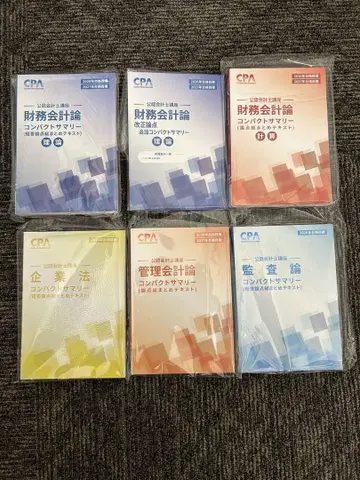 CPA
公認会計士講座
財務会計論
コンパクトサマリー
(短答論点総まとめテキスト)
理論
CPA
公認会計士講座
財務会計論
改正論点
追加コンパクトサマリー
理論
CPA
公認会計士講座
財務会計論
コンパクトサマリー
(論点総まとめテキスト)
計算
CPA
公認会計士講座
企業法
コンパクトサマリー
(短答論点総まとめテキスト)
CPA
公認会計士講座
管理会計論
コンパクトサマリー
(論点総まとめテキスト)
CPA
公認会計士講座
監査論
コンパクトサマリー
(短答論点総まとめテキスト)